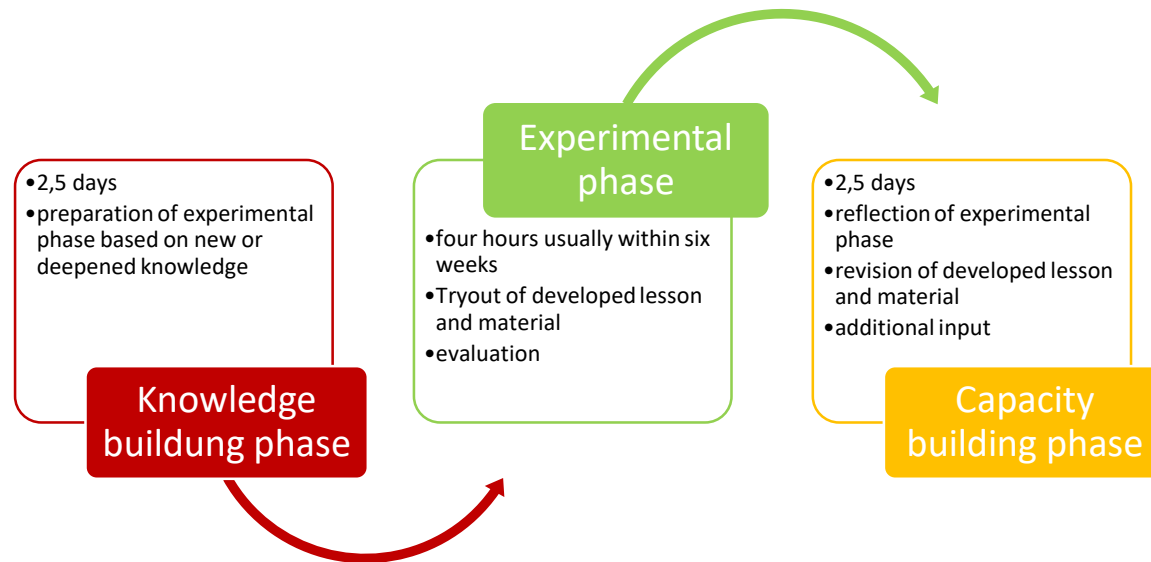 •2,5 days
•preparation of experimental
phase based on new or
deepened knowledge
Knowledge
buildung phase
Experimental
phase
•four hours usually within six
weeks
•Tryout of developed lesson
and material
•evaluation
•2,5 days
•reflection of experimental
phase
•revision of developed lesson
and material
•additional input
Capacity
building phase